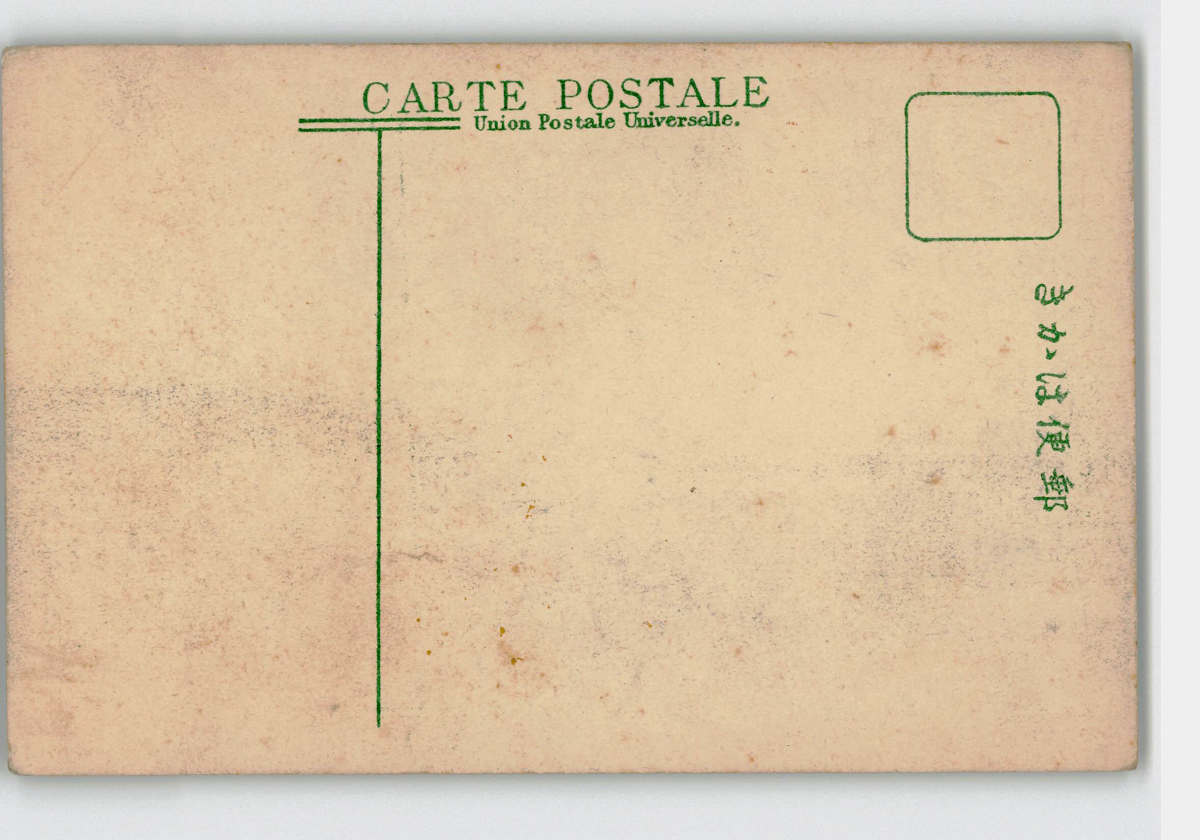 CARTE POSTALE
Union Postale Universelle.
郵便はがき